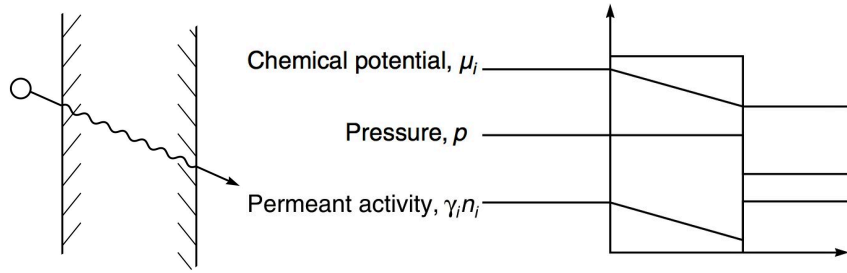 Chemical potential, μᵢ
Pressure, p
Permeant activity, γᵢnᵢ